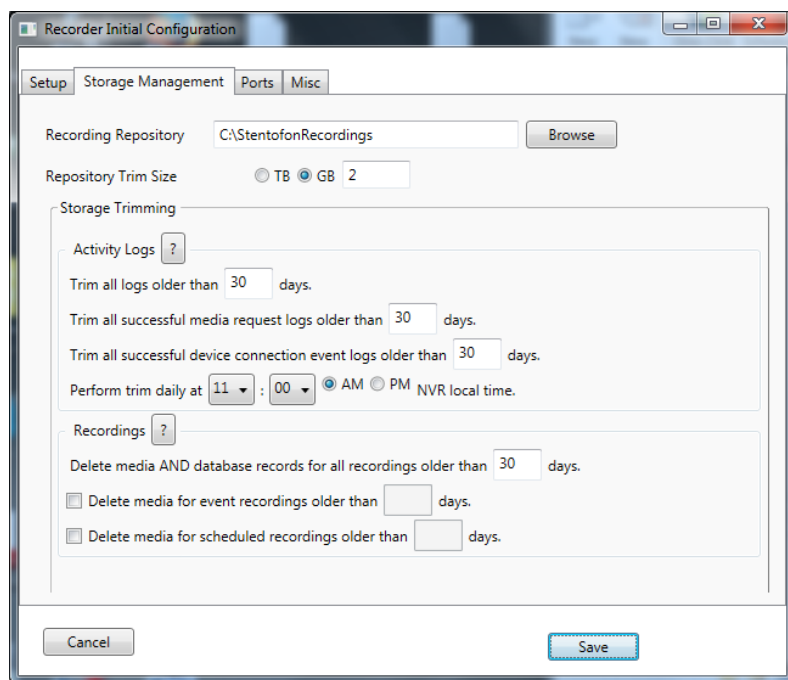 Recorder Initial Configuration
Setup Storage Management Ports Misc
Recording Repository C:\StentofonRecordings Browse
Repository Trim Size TB GB 2
Storage Trimming
Activity Logs ?
Trim all logs older than 30 days.
Trim all successful media request logs older than 30 days.
Trim all successful device connection event logs older than 30 days.
Perform trim daily at 11 : 00 AM PM NVR local time.
Recordings ?
Delete media AND database records for all recordings older than 30 days.
Delete media for event recordings older than days.
Delete media for scheduled recordings older than days.
Cancel Save